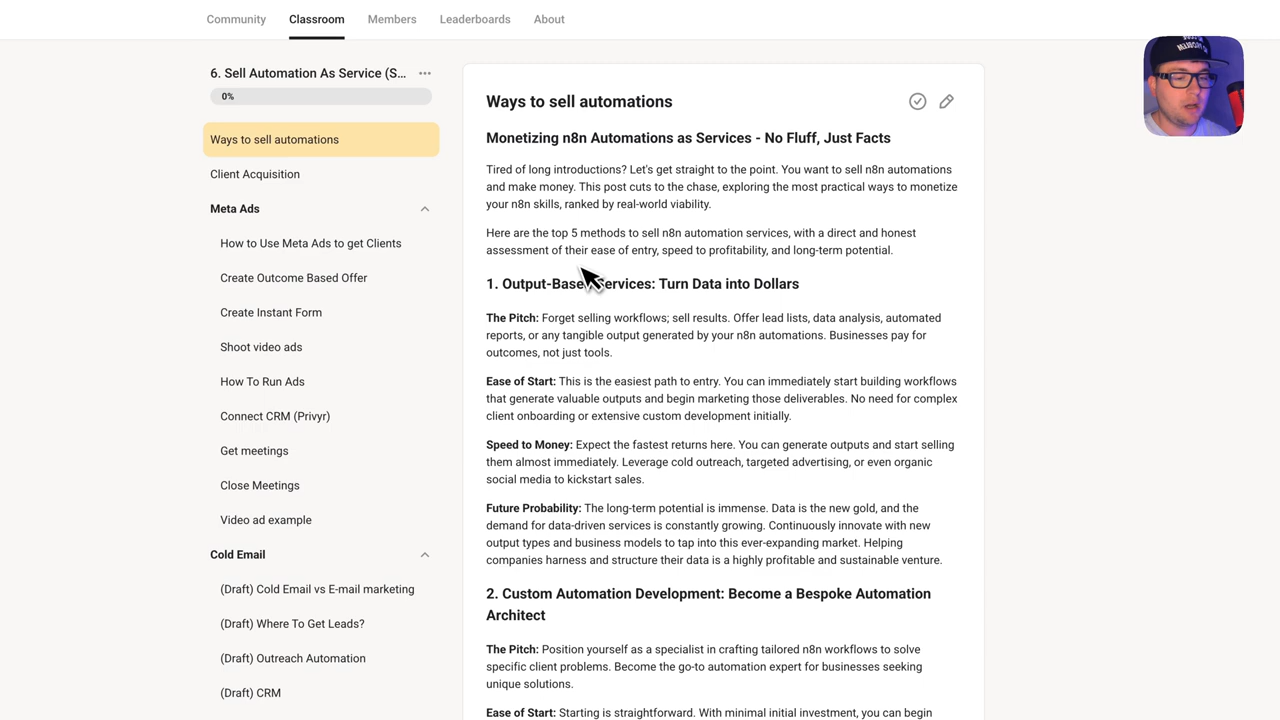 Community Classroom Members Leaderboards About
6. Sell Automation As Service (S...
0%
Ways to sell automations
Client Acquisition
Meta Ads
How to Use Meta Ads to get Clients
Create Outcome Based Offer
Create Instant Form
Shoot video ads
How To Run Ads
Connect CRM (Privyr)
Get meetings
Close Meetings
Video ad example
Cold Email
(Draft) Cold Email vs E-mail marketing
(Draft) Where To Get Leads?
(Draft) Outreach Automation
(Draft) CRM
Ways to sell automations
Monetizing n8n Automations as Services - No Fluff, Just Facts
Tired of long introductions? Let's get straight to the point. You want to sell n8n automations
and make money. This post cuts to the chase, exploring the most practical ways to monetize
your n8n skills, ranked by real-world viability.
Here are the top 5 methods to sell n8n automation services, with a direct and honest
assessment of their ease of entry, speed to profitability, and long-term potential.
1. Output-Based Services: Turn Data into Dollars
The Pitch: Forget selling workflows; sell results. Offer lead lists, data analysis, automated
reports, or any tangible output generated by your n8n automations. Businesses pay for
outcomes, not just tools.
Ease of Start: This is the easiest path to entry. You can immediately start building workflows
that generate valuable outputs and begin marketing those deliverables. No need for complex
client onboarding or extensive custom development initially.
Speed to Money: Expect the fastest returns here. You can generate outputs and start selling
them almost immediately. Leverage cold outreach, targeted advertising, or even organic
social media to kickstart sales.
Future Probability: The long-term potential is immense. Data is the new gold, and the
demand for data-driven services is constantly growing. Continuously innovate with new
output types and business models to tap into this ever-expanding market. Helping
companies harness and structure their data is a highly profitable and sustainable venture.
2. Custom Automation Development: Become a Bespoke Automation
Architect
The Pitch: Position yourself as a specialist in crafting tailored n8n workflows to solve
specific client problems. Become the go-to automation expert for businesses seeking
unique solutions.
Ease of Start: Starting is straightforward. With minimal initial investment, you can begin